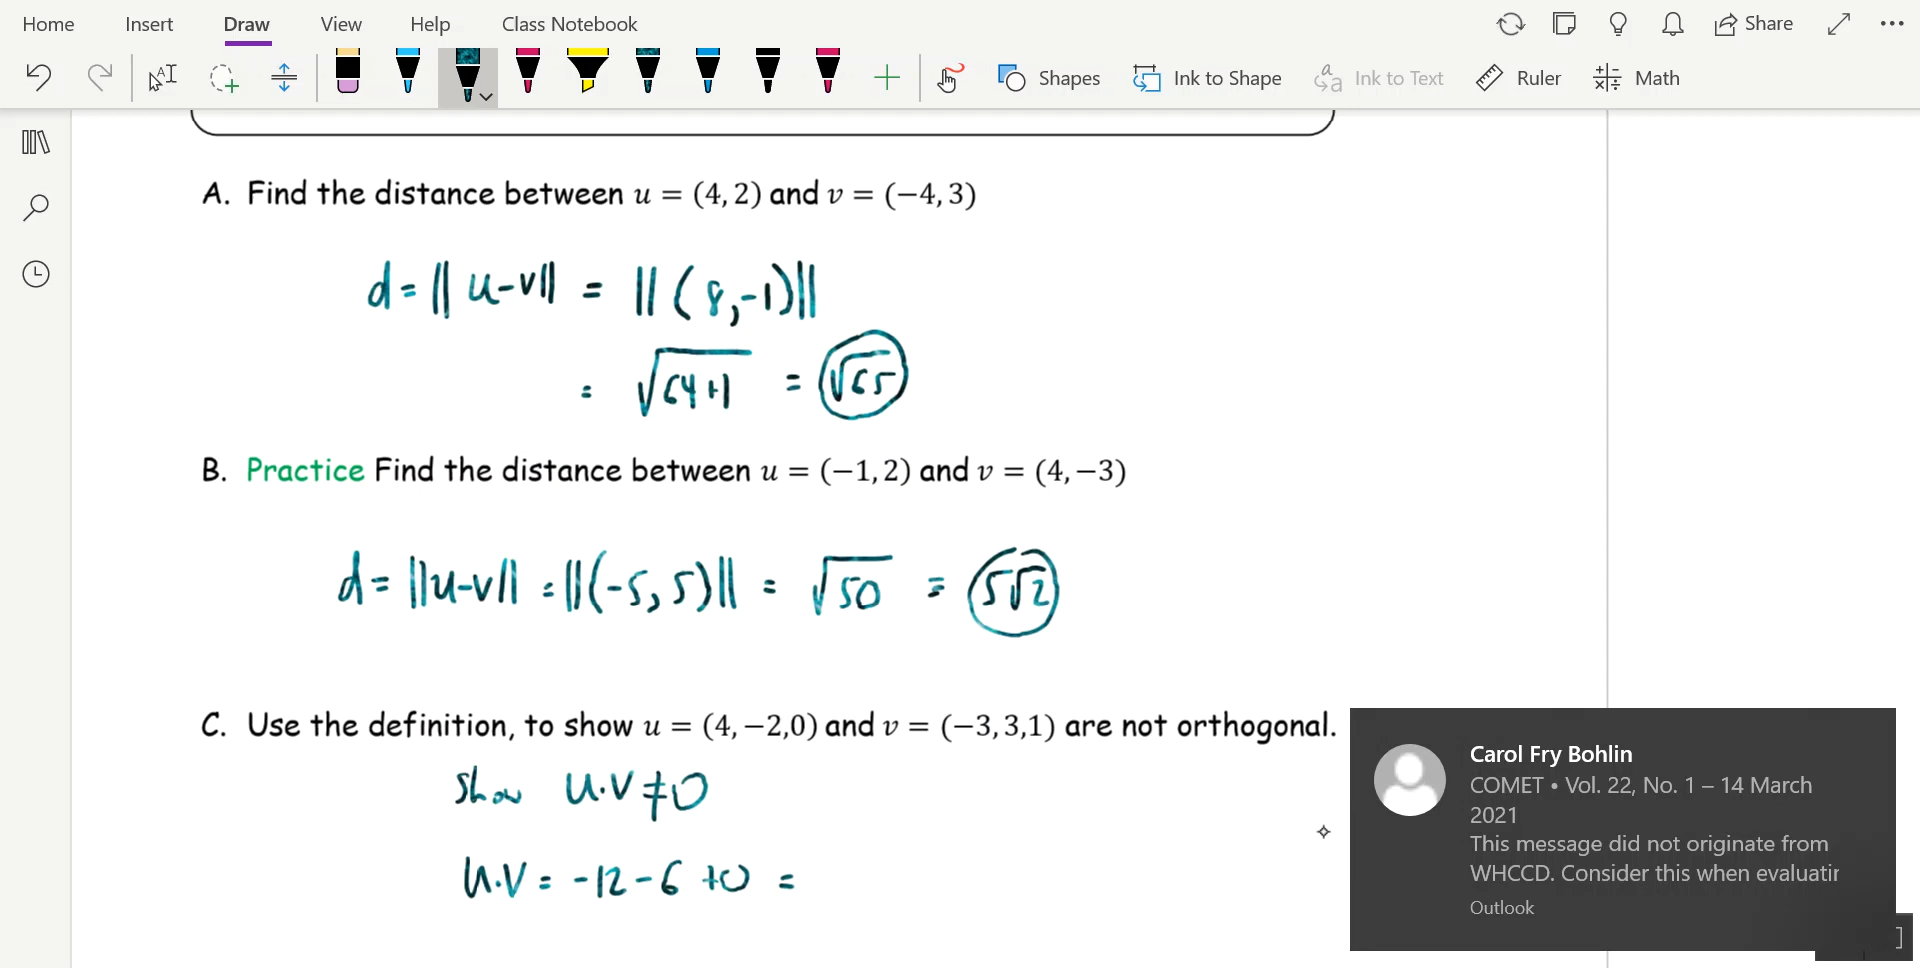 Home Insert Draw View Help Class Notebook Share
Shapes Ink to Shape Ink to Text Ruler Math
A. Find the distance between u = (4, 2) and v = (−4, 3)
d = || u-v|| = || ( 8, -1)||
= √64+1 = √65
B. Practice Find the distance between u = (−1, 2) and v = (4, −3)
d = ||u-v|| = ||(-5, 5)|| = √50 = 5√2
C. Use the definition, to show u = (4, −2,0) and v = (−3, 3,1) are not orthogonal.
show u·v ≠ 0
u·v = -12 - 6 + 0 =
Carol Fry Bohlin
COMET • Vol. 22, No. 1 – 14 March
2021
This message did not originate from
WHCCD. Consider this when evaluatir
Outlook